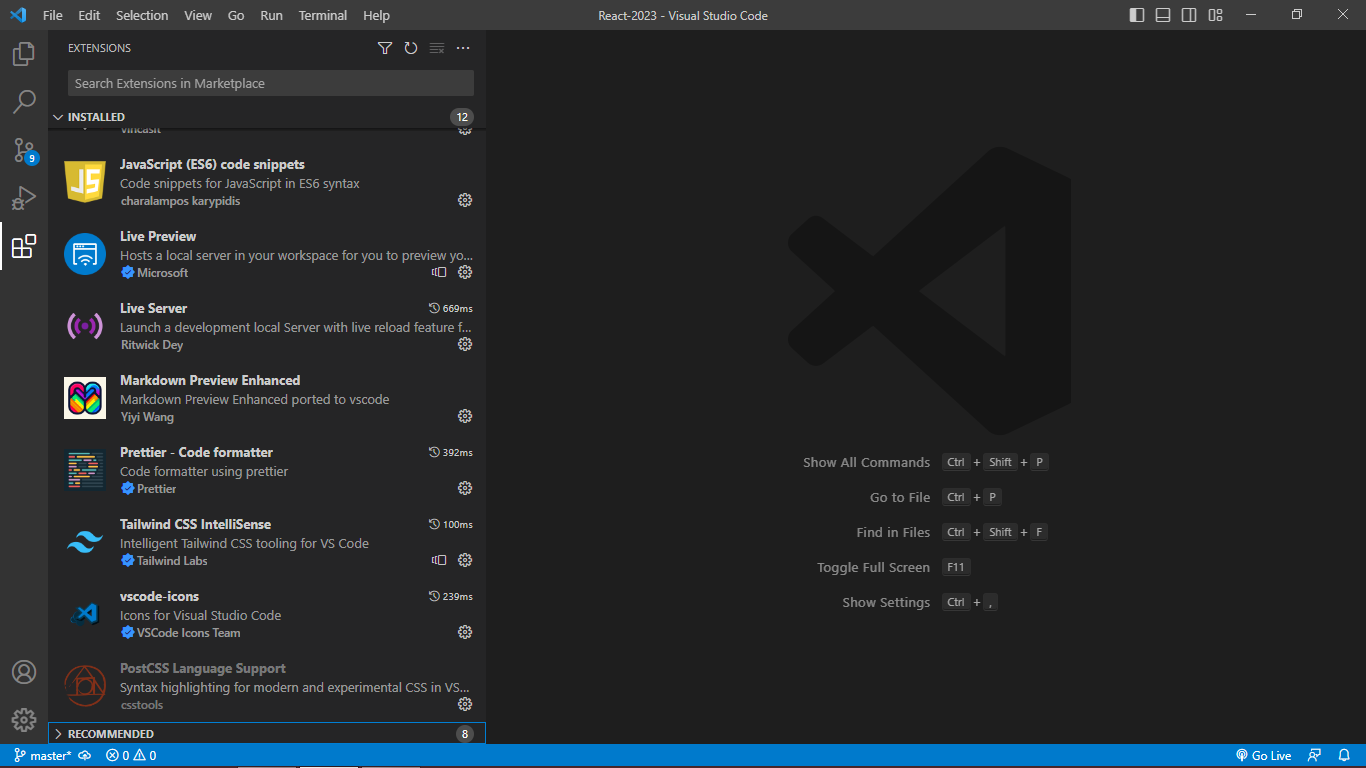 File Edit Selection View Go Run Terminal Help
React-2023 - Visual Studio Code
EXTENSIONS
Search Extensions in Marketplace
INSTALLED 12
vincasit
JavaScript (ES6) code snippets
Code snippets for JavaScript in ES6 syntax
charalampos karypidis
Live Preview
Hosts a local server in your workspace for you to preview yo...
Microsoft
Live Server 669ms
Launch a development local Server with live reload feature f...
Ritwick Dey
Markdown Preview Enhanced
Markdown Preview Enhanced ported to vscode
Yiyi Wang
Prettier - Code formatter 392ms
Code formatter using prettier
Prettier
Tailwind CSS IntelliSense 100ms
Intelligent Tailwind CSS tooling for VS Code
Tailwind Labs
vscode-icons 239ms
Icons for Visual Studio Code
VSCode Icons Team
PostCSS Language Support
Syntax highlighting for modern and experimental CSS in VS...
csstools
RECOMMENDED 8
9
JS
Show All Commands Ctrl + Shift + P
Go to File Ctrl + P
Find in Files Ctrl + Shift + F
Toggle Full Screen F11
Show Settings Ctrl + ,
master* 0 0 Go Live